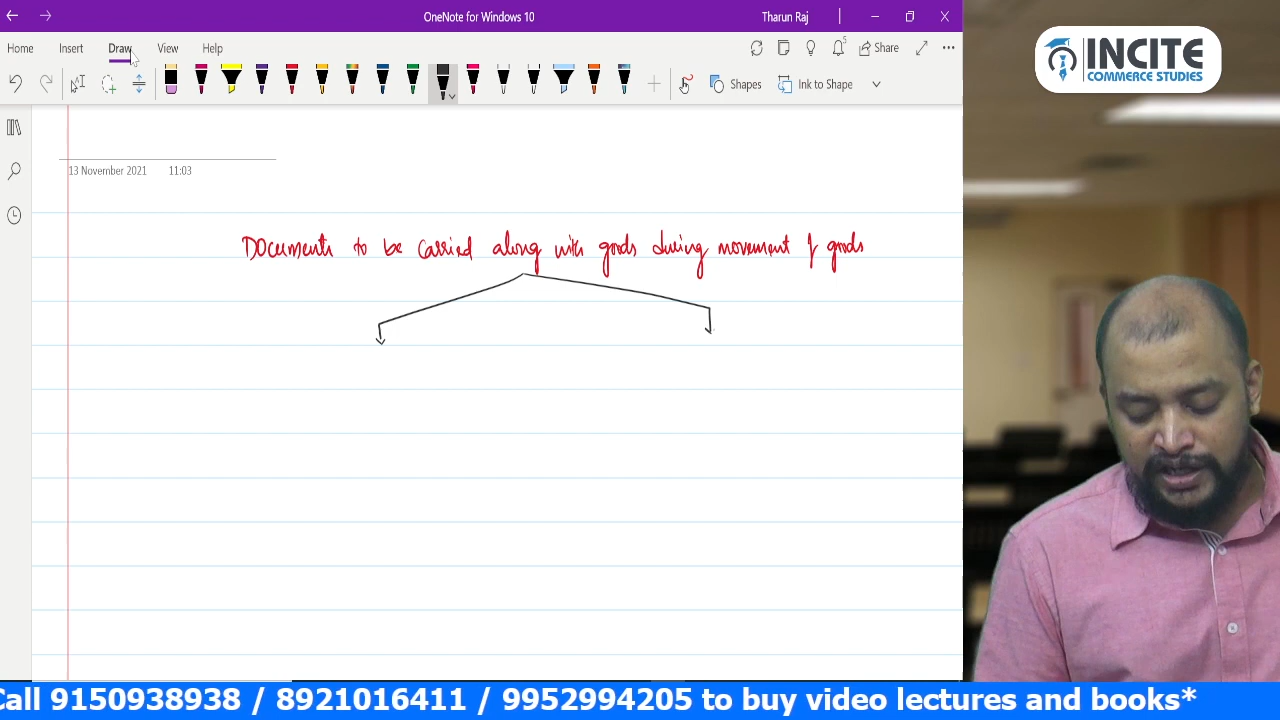 OneNote for Windows 10
Tharun Raj
Home Insert Draw View Help
5
Share
Shapes
Ink to Shape
INCITE
COMMERCE STUDIES
13 November 2021 11:03
Documents to be carried along with goods during movement of goods
Call 9150938938 / 8921016411 / 9952994205 to buy video lectures and books*